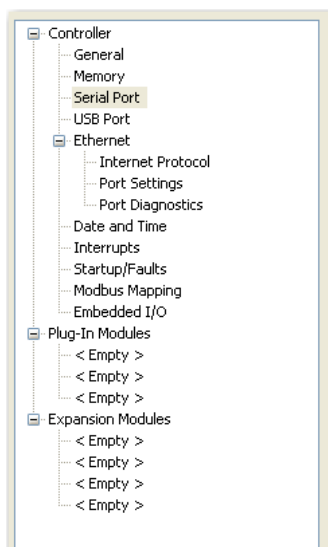 Controller
General
Memory
Serial Port
USB Port
Ethernet
Internet Protocol
Port Settings
Port Diagnostics
Date and Time
Interrupts
Startup/Faults
Modbus Mapping
Embedded I/O
Plug-In Modules
< Empty >
< Empty >
< Empty >
Expansion Modules
< Empty >
< Empty >
< Empty >
< Empty >